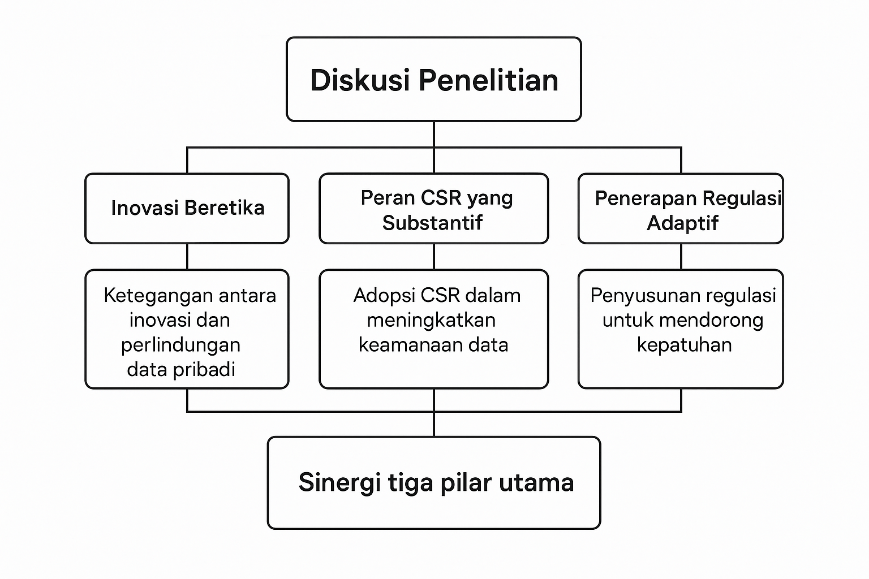 Diskusi Penelitian
Inovasi Beretika
Ketegangan antara
inovasi dan
perlindungan
data pribadi
Peran CSR yang
Substantif
Adopsi CSR dalam
meningkatkan
keamanaan data
Penerapan Regulasi
Adaptif
Penyusunan regulasi
untuk mendorong
kepatuhan
Sinergi tiga pilar utama